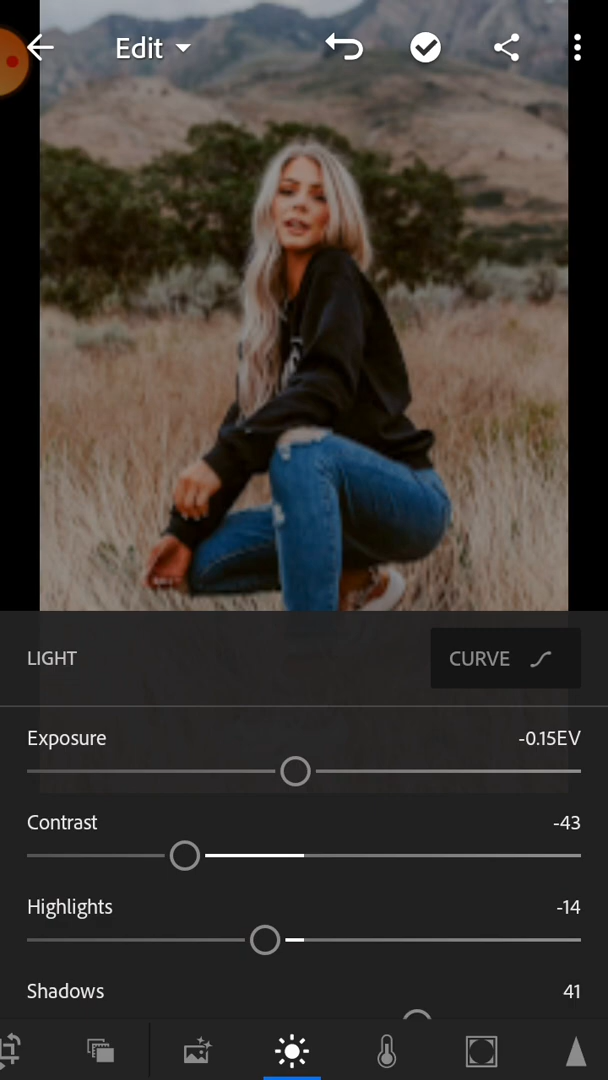 Edit
LIGHT
CURVE
Exposure -0.15EV
Contrast -43
Highlights -14
Shadows 41